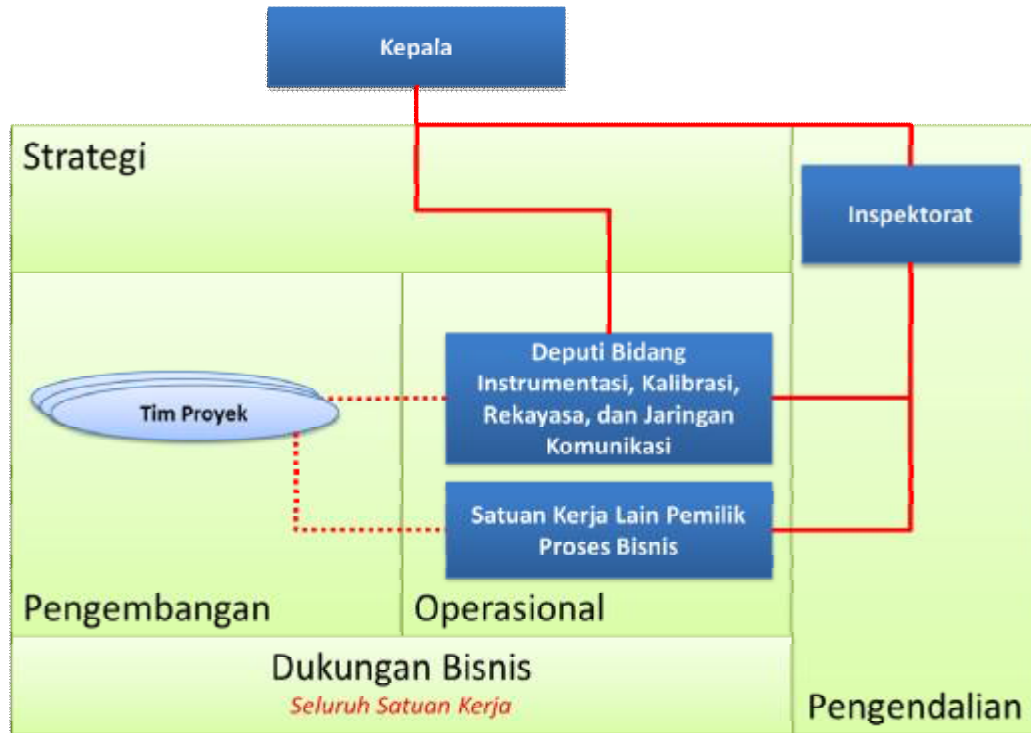 Kepala
Strategi
Inspektorat
Deputi Bidang
Instrumentasi, Kalibrasi,
Rekayasa, dan Jaringan
Komunikasi
Tim Proyek
Satuan Kerja Lain Pemilik
Proses Bisnis
Pengembangan
Operasional
Dukungan Bisnis
Seluruh Satuan Kerja
Pengendalian